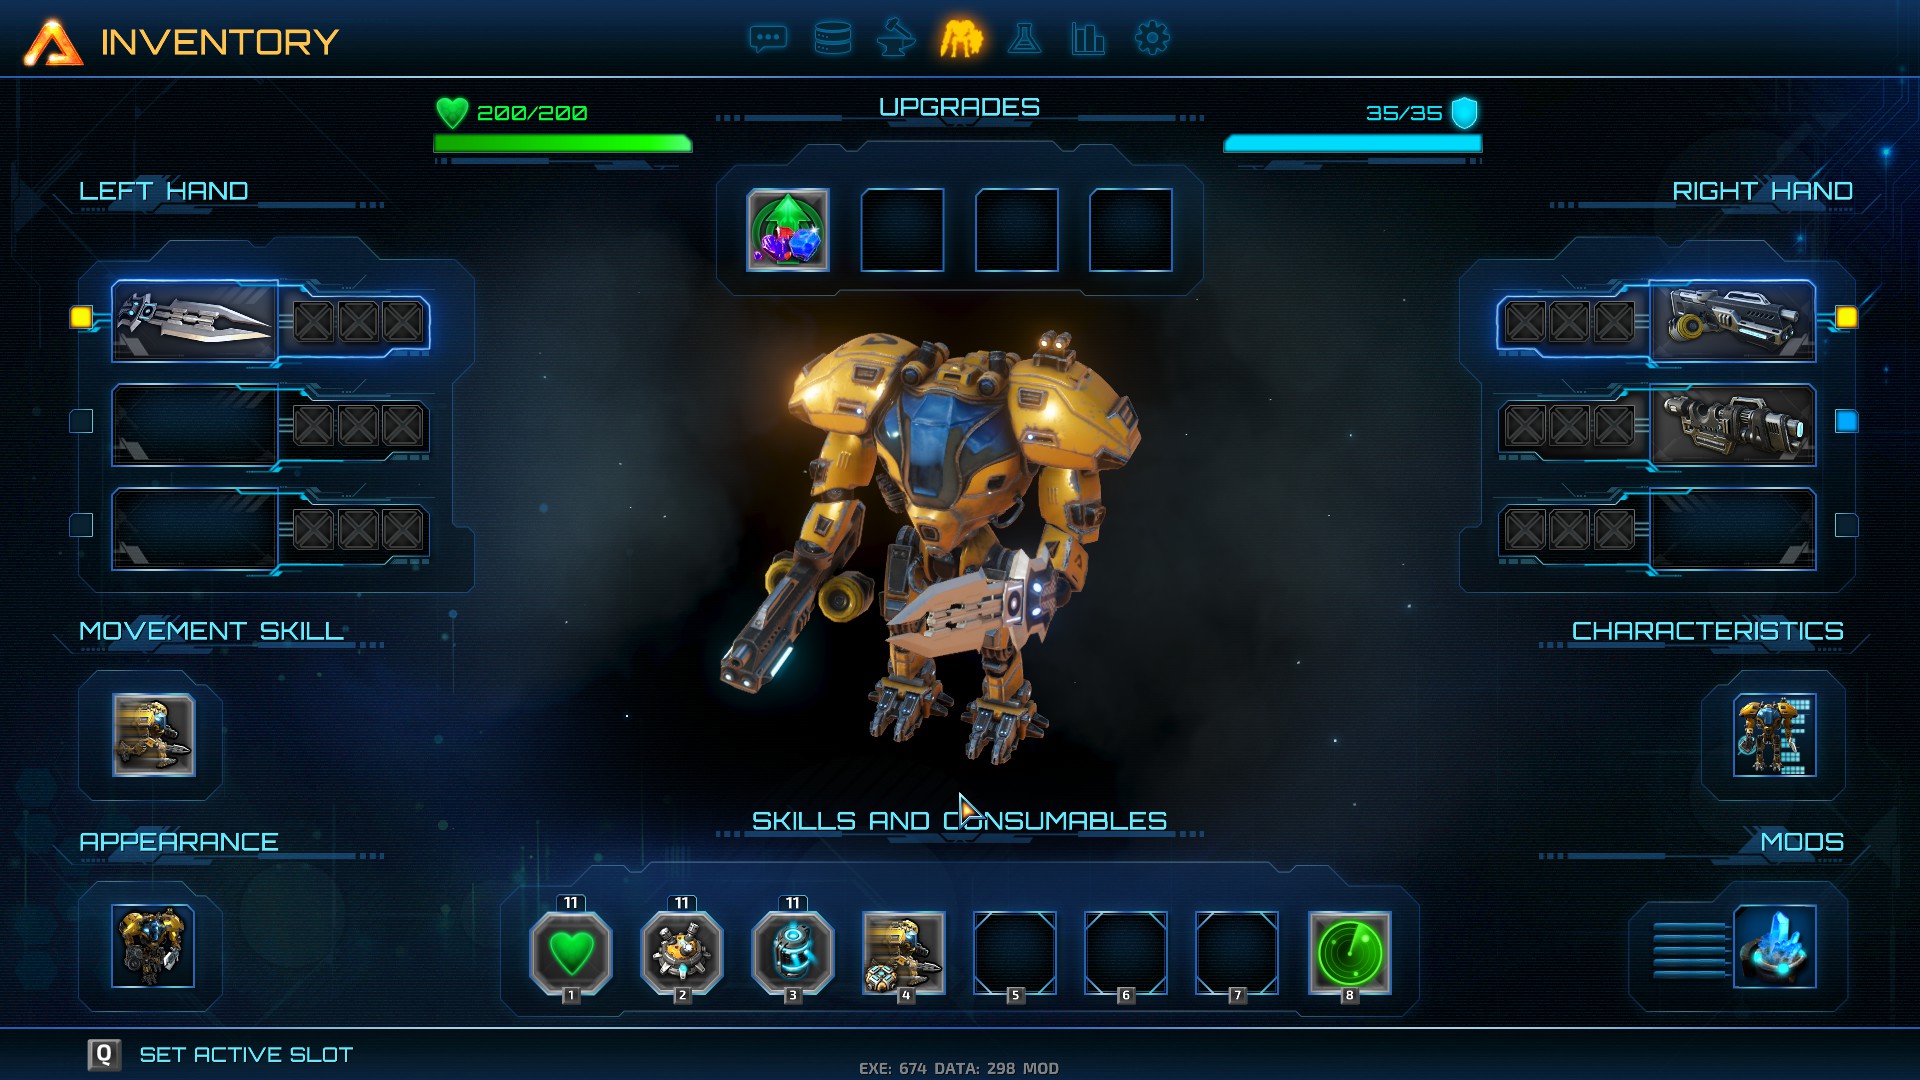 INVENTORY
200/200
UPGRADES
35/35
LEFT HAND
RIGHT HAND
MOVEMENT SKILL
CHARACTERISTICS
SKILLS AND CONSUMABLES
APPEARANCE
MODS
11 11 11
1 2 3 4 5 6 7 8
Q SET ACTIVE SLOT
EXE: 674 DATA: 298 MOD